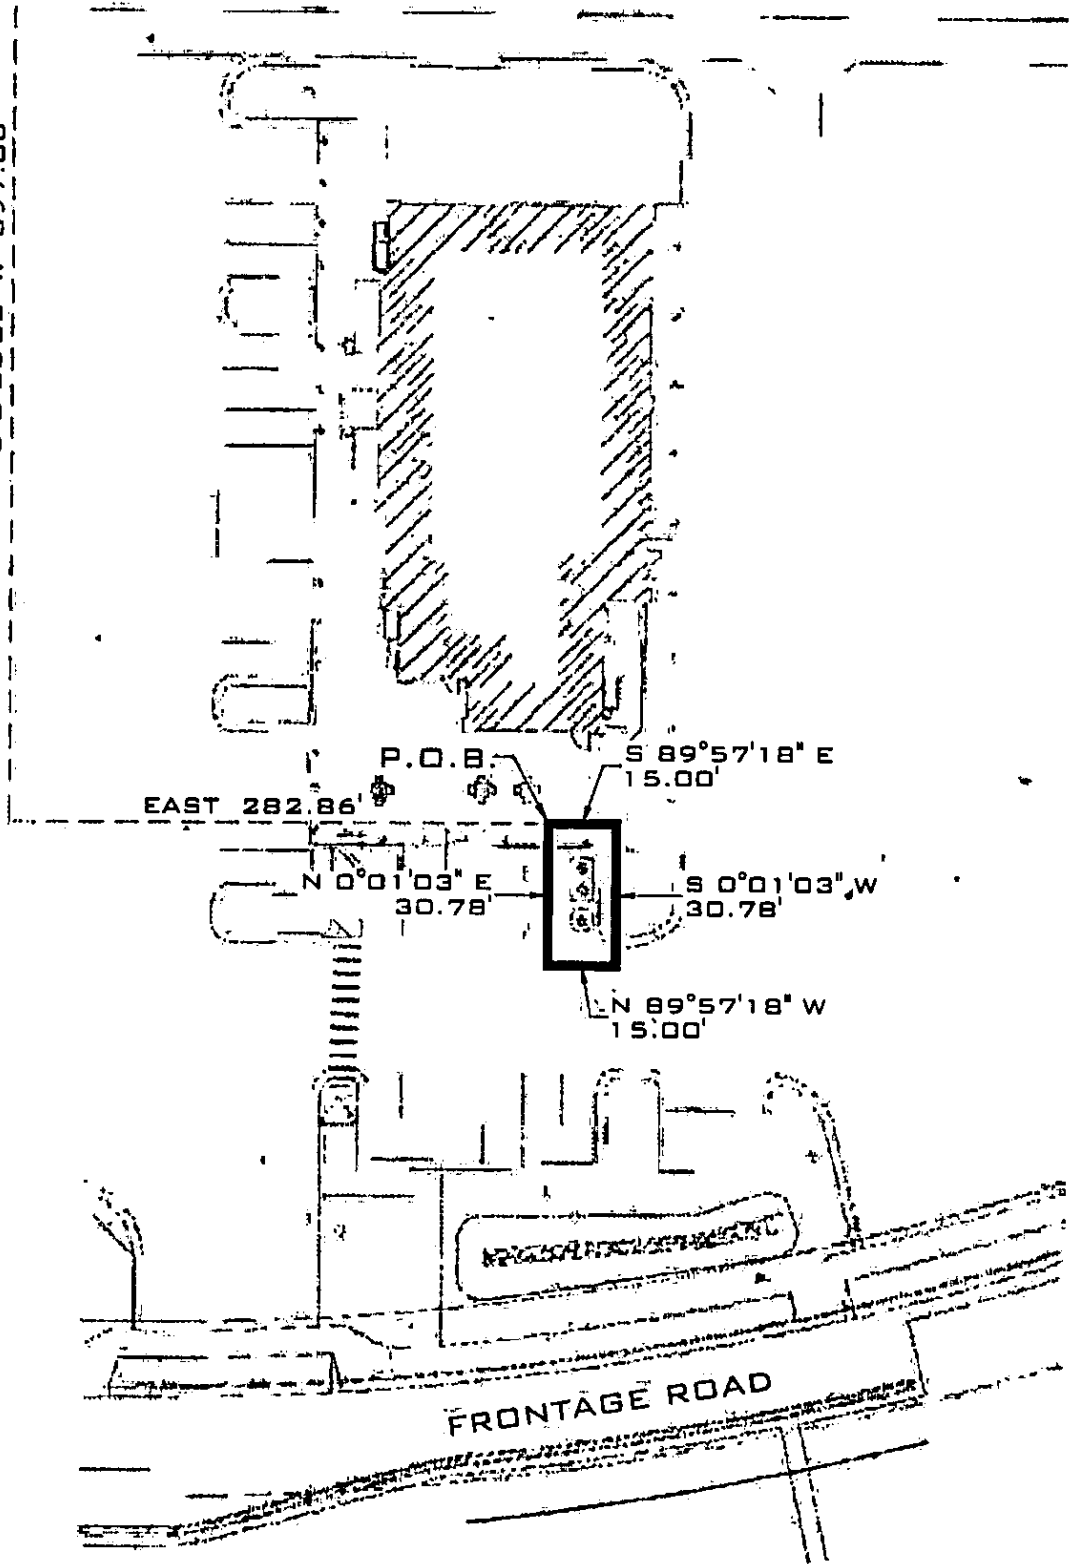 P.O.B.
S 89°57'18" E
15.00'
EAST 282.86'
N 0°01'03" E
30.78'
S 0°01'03" W
30.78'
N 89°57'18" W
15.00'
FRONTAGE ROAD